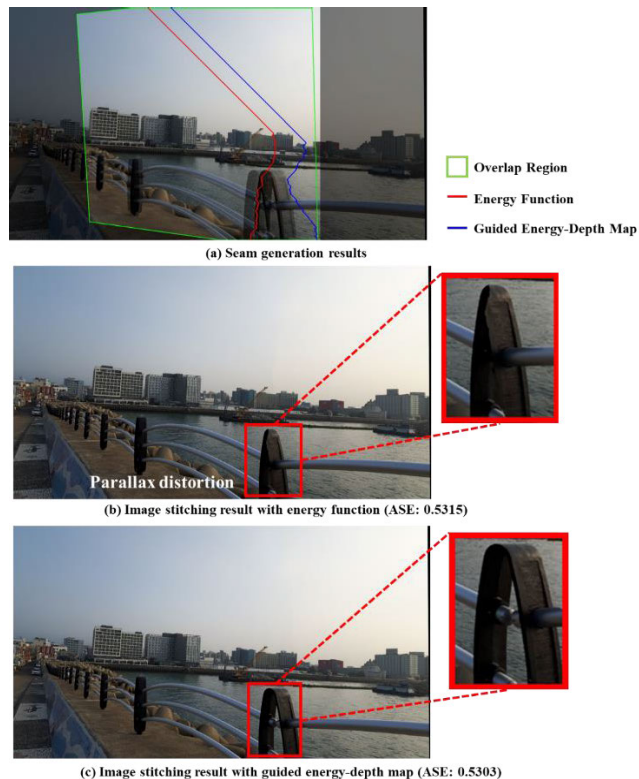 Overlap Region
Energy Function
Guided Energy-Depth Map
(a) Seam generation results
Parallax distortion
(b) Image stitching result with energy function (ASE: 0.5315)
(c) Image stitching result with guided energy-depth map (ASE: 0.5303)